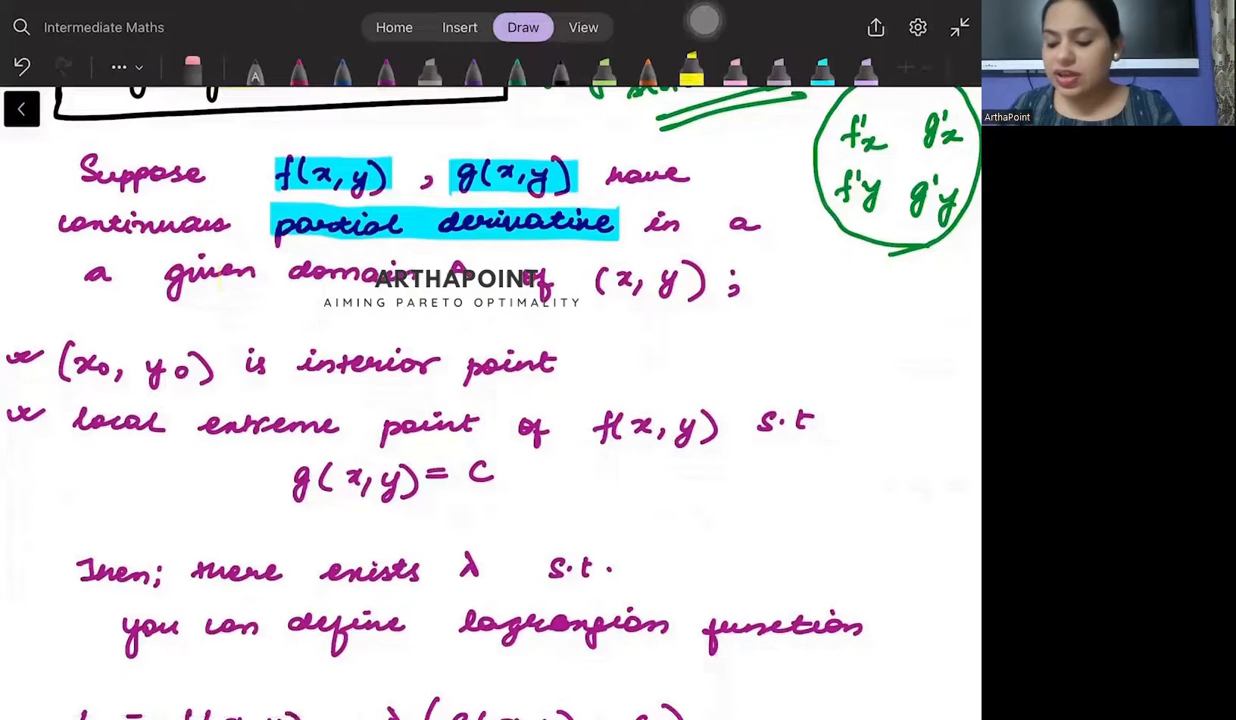 Intermediate Maths
Home Insert Draw View
ArthaPoint
f'x g'x
f'y g'y
Suppose f(x,y) , g(x,y) have
continuous partial derivative in a
a given domain of (x, y) ;
ARTHAPOINT
AIMING PARETO OPTIMALITY
(x0, y0) is interior point
local extreme point of f(x,y) s.t
g(x,y) = C
Then; there exists λ s.t.
you can define lagrangian function